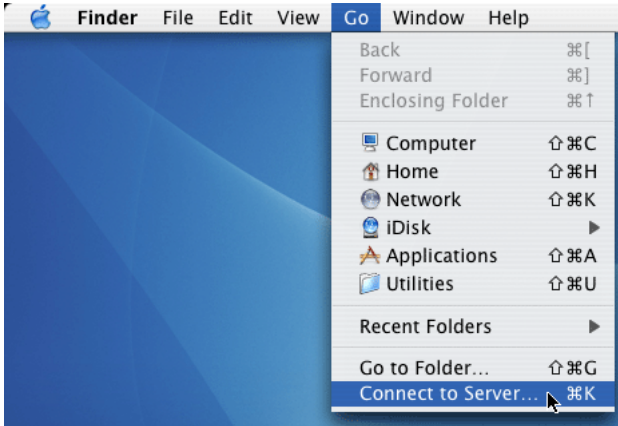 Finder File Edit View Go Window Help
Back ⌘[
Forward ⌘]
Enclosing Folder ⌘↑
Computer ⇧⌘C
Home ⇧⌘H
Network ⇧⌘K
iDisk ▶
Applications ⇧⌘A
Utilities ⇧⌘U
Recent Folders ▶
Go to Folder... ⇧⌘G
Connect to Server... ⌘K